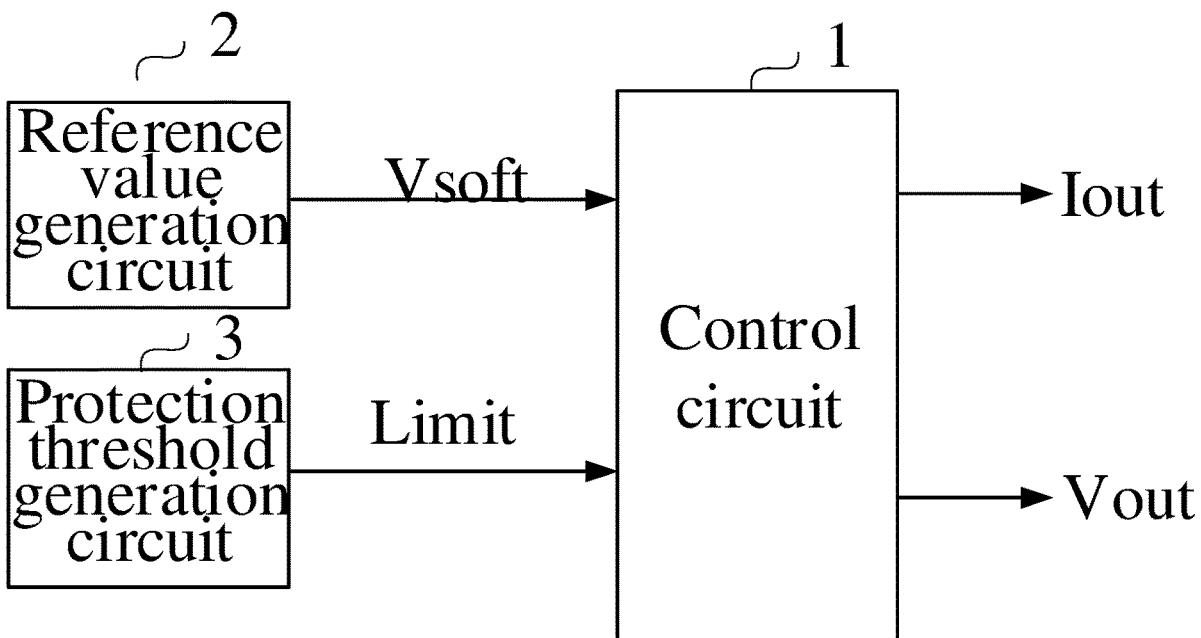 2
Reference
value
generation
circuit
Vsoft
3
Protection
threshold
generation
circuit
Limit
1
Control
circuit
Iout
Vout